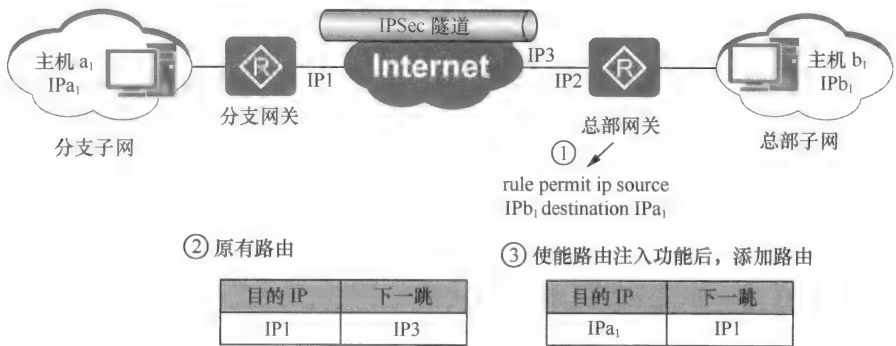 IPSec 隧道
主机 a₁
IPa₁
分支子网
R
分支网关
IP1
Internet
IP3
IP2
R
总部网关
主机 b₁
IPb₁
总部子网
①
rule permit ip source
IPb₁ destination IPa₁
② 原有路由
目的 IP 下一跳
IP1 IP3
③ 使能路由注入功能后，添加路由
目的 IP 下一跳
IPa₁ IP1